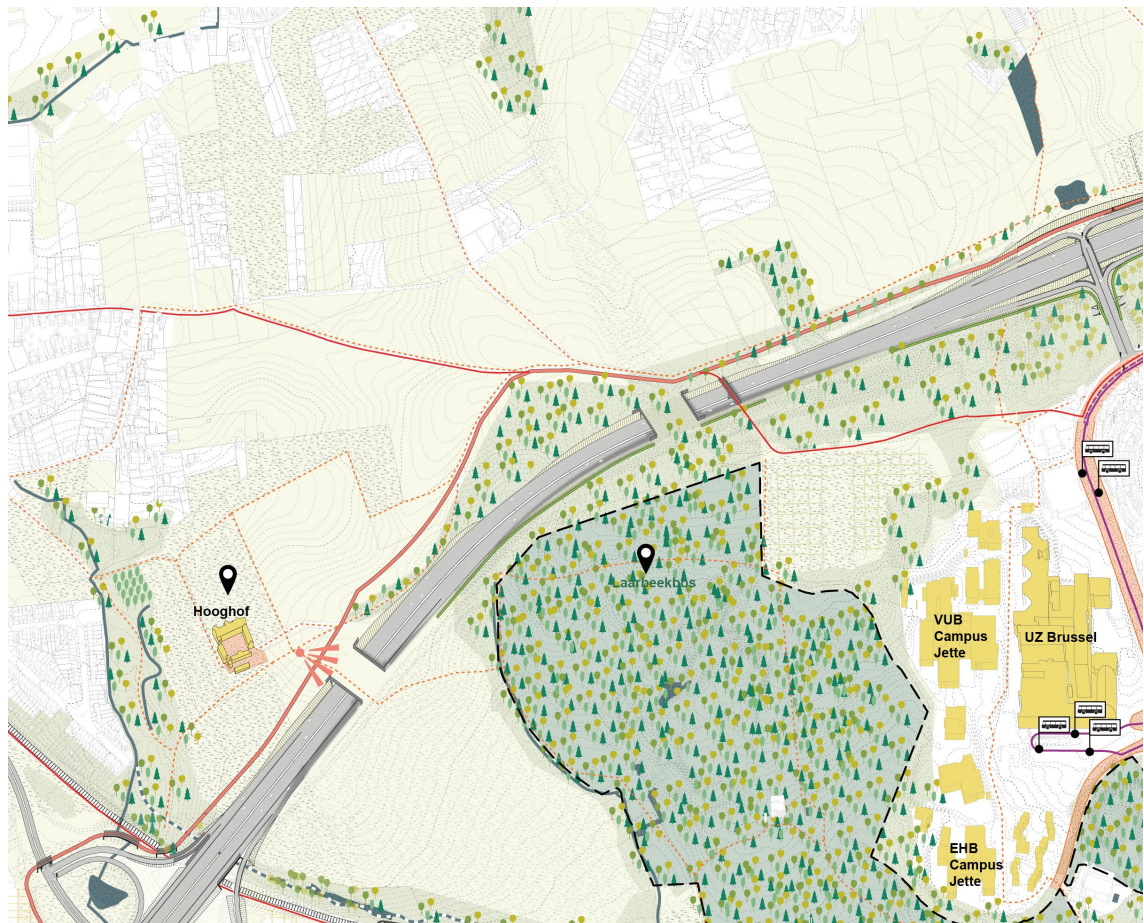 Laarbeekbos
Hooghof
VUB
Campus
Jette
UZ Brussel
EHB
Campus
Jette